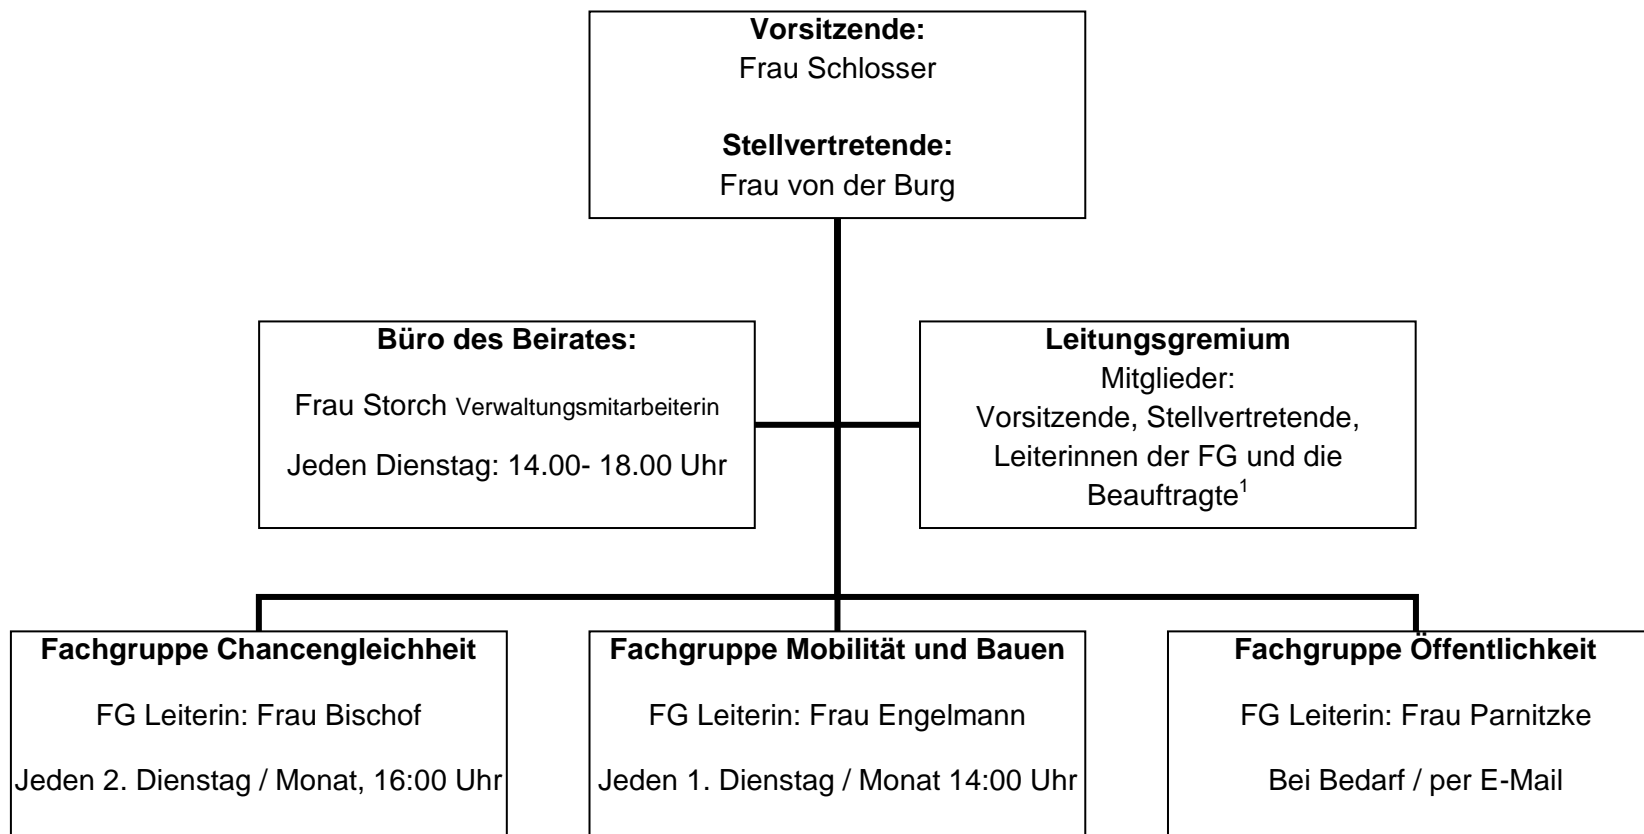 Vorsitzende:
Frau Schlosser
Stellvertretende:
Frau von der Burg
Büro des Beirates:
Frau Storch Verwaltungsmitarbeiterin
Jeden Dienstag: 14.00- 18.00 Uhr
Leitungsgremium
Mitglieder:
Vorsitzende, Stellvertretende,
Leiterinnen der FG und die
Beauftragte¹
Fachgruppe Chancengleichheit
FG Leiterin: Frau Bischof
Jeden 2. Dienstag / Monat, 16:00 Uhr
Fachgruppe Mobilität und Bauen
FG Leiterin: Frau Engelmann
Jeden 1. Dienstag / Monat 14:00 Uhr
Fachgruppe Öffentlichkeit
FG Leiterin: Frau Parnitzke
Bei Bedarf / per E-Mail